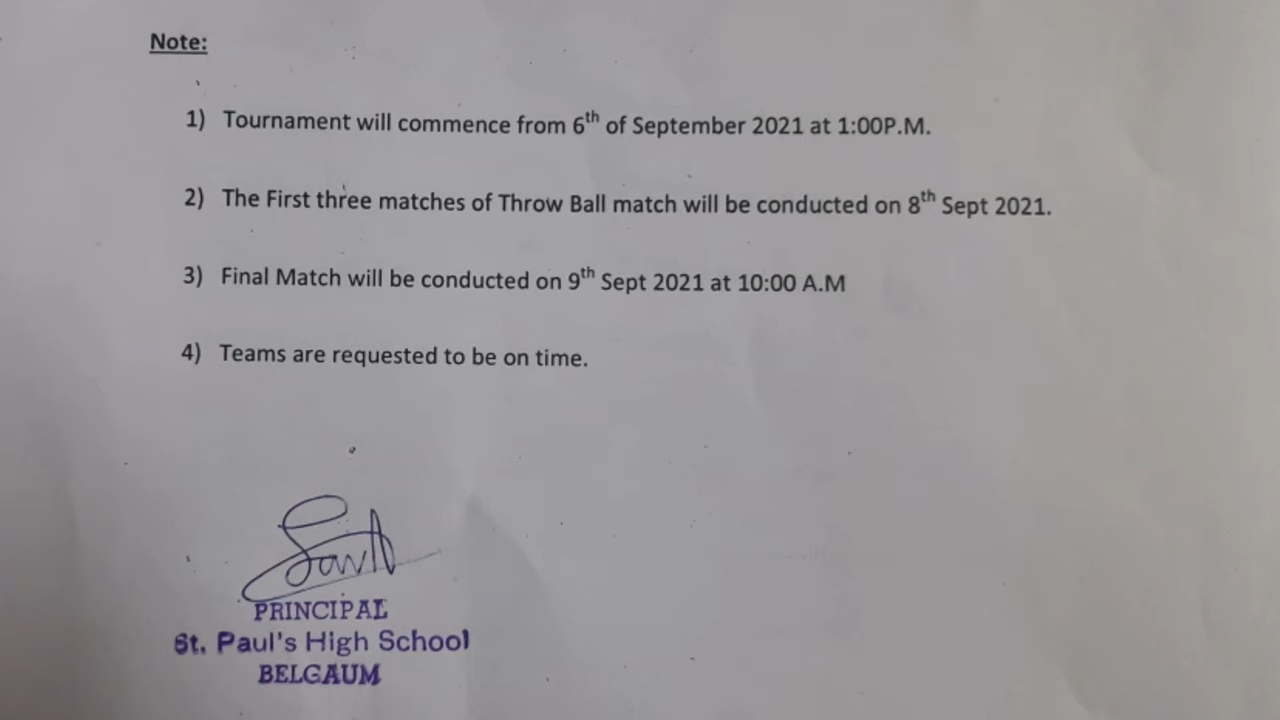 Note:
1) Tournament will commence from 6th of September 2021 at 1:00P.M.
2) The First three matches of Throw Ball match will be conducted on 8th Sept 2021.
3) Final Match will be conducted on 9th Sept 2021 at 10:00 A.M
4) Teams are requested to be on time.
PRINCIPAL
St. Paul's High School
BELGAUM